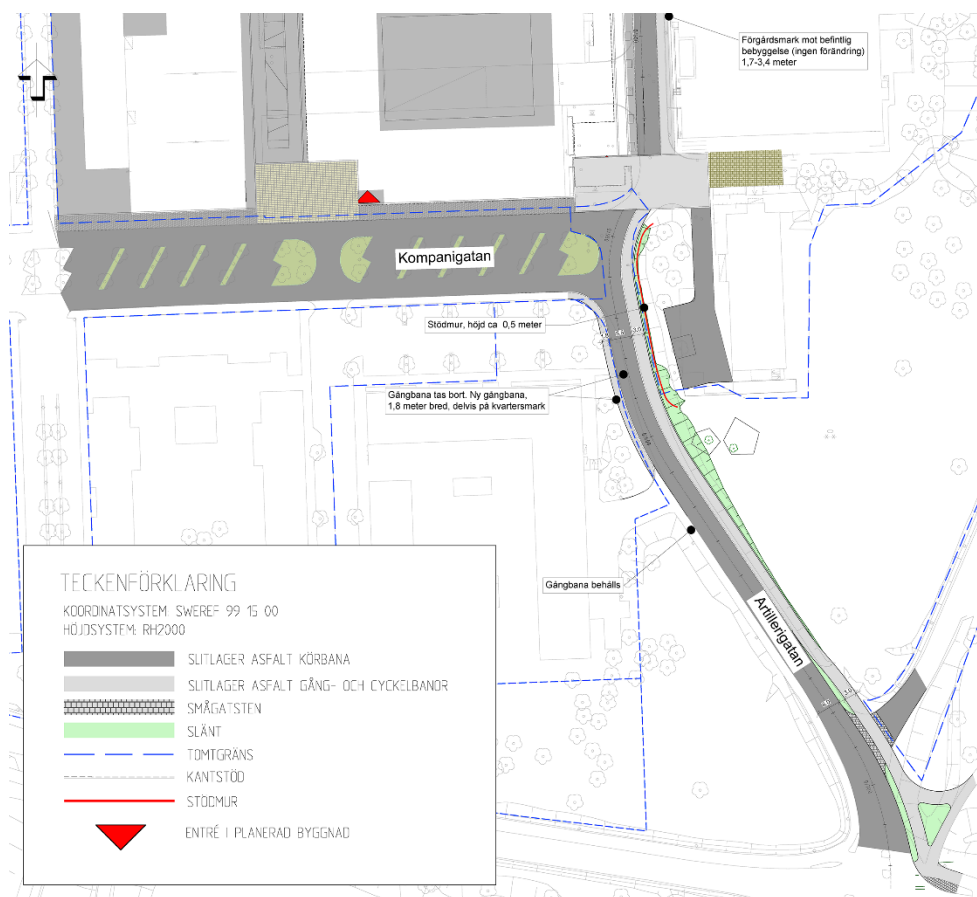 Förgårdsmark mot befintlig
bebyggelse (ingen förändring)
1,7-3,4 meter
Kompanigatan
Stödmur, höjd ca 0,5 meter
Gångbana tas bort. Ny gångbana,
1,8 meter bred, delvis på kvartersmark
Gångbana behålls
Artillerigatan
TECKENFÖRKLARING
KOORDINATSYSTEM: SWEREF 99 15 00
HÖJDSYSTEM: RH2000
SLITLAGER ASFALT KÖRBANA
SLITLAGER ASFALT GÅNG- OCH CYCKELBANOR
SMÅGATSTEN
SLÄNT
TOMTGRÄNS
KANTSTÖD
STÖDMUR
ENTRÉ I PLANERAD BYGGNAD